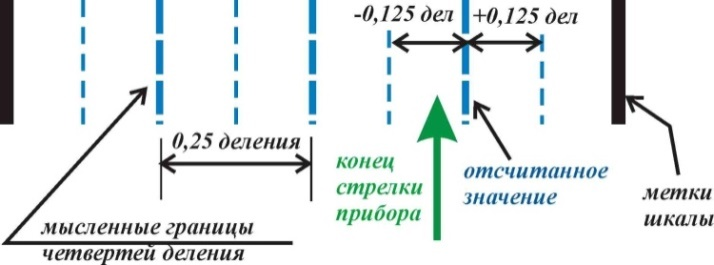 -0,125 дел
+0,125 дел
0,25 деления
конец
стрелки
прибора
отсчитанное
значение
метки
шкалы
мысленные границы
четвертей деления